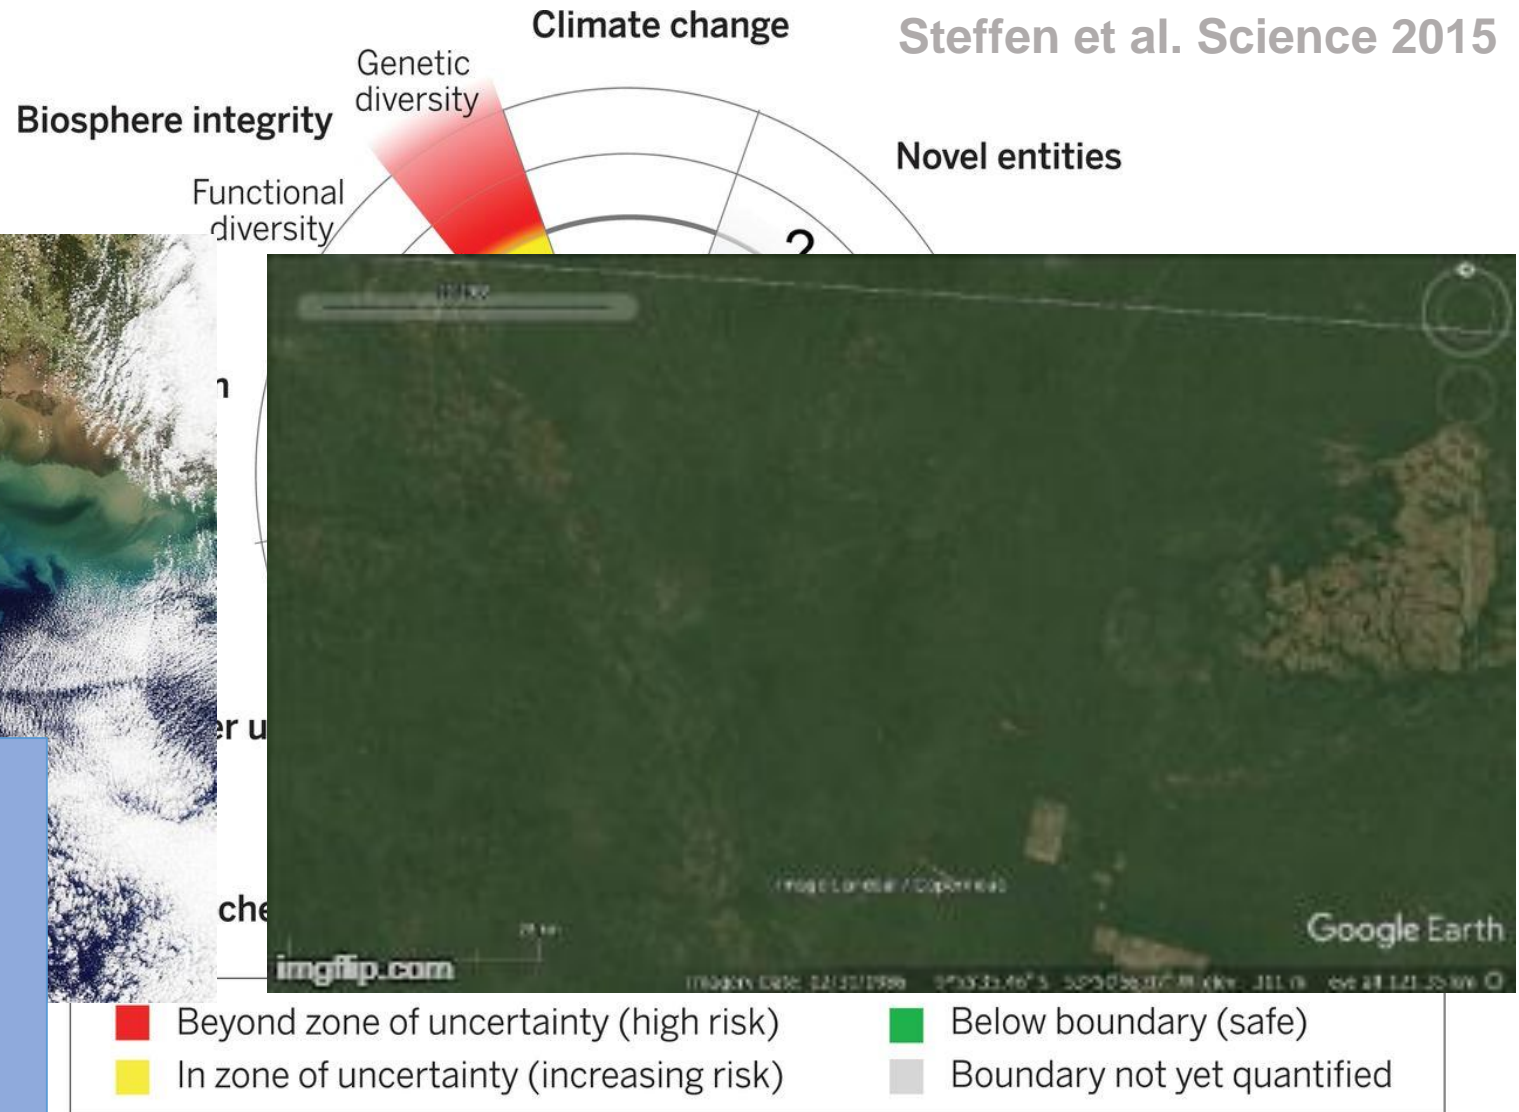 Climate change
Steffen et al. Science 2015
Genetic
diversity
Biosphere integrity
Novel entities
Functional
diversity
?
n
er u
che
Google Earth
imgflip.com
Beyond zone of uncertainty (high risk)
Below boundary (safe)
In zone of uncertainty (increasing risk)
Boundary not yet quantified